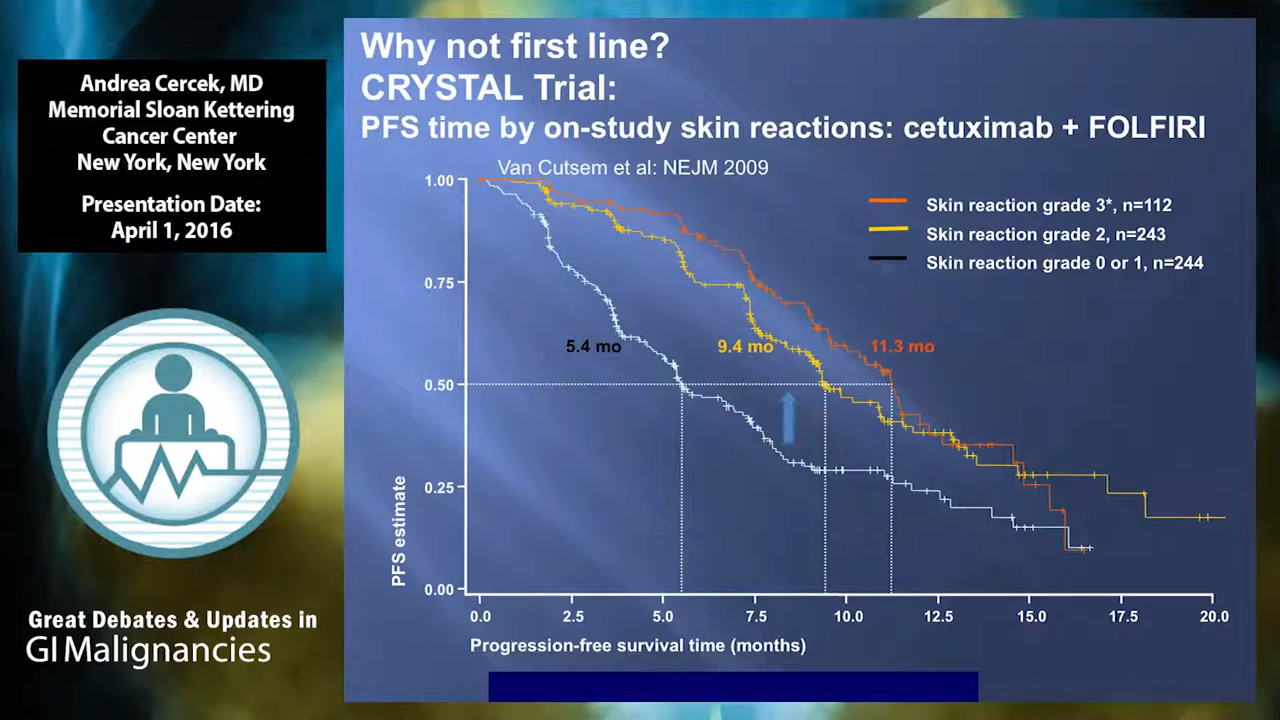 Andrea Cercek, MD
Memorial Sloan Kettering
Cancer Center
New York, New York
Presentation Date:
April 1, 2016
Great Debates & Updates in
GI Malignancies
Why not first line?
CRYSTAL Trial:
PFS time by on-study skin reactions: cetuximab + FOLFIRI
Van Cutsem et al: NEJM 2009
Skin reaction grade 3*, n=112
Skin reaction grade 2, n=243
Skin reaction grade 0 or 1, n=244
1.00
0.75
5.4 mo 9.4 mo 11.3 mo
0.50
0.25
0.00
PFS estimate
0.0 2.5 5.0 7.5 10.0 12.5 15.0 17.5 20.0
Progression-free survival time (months)